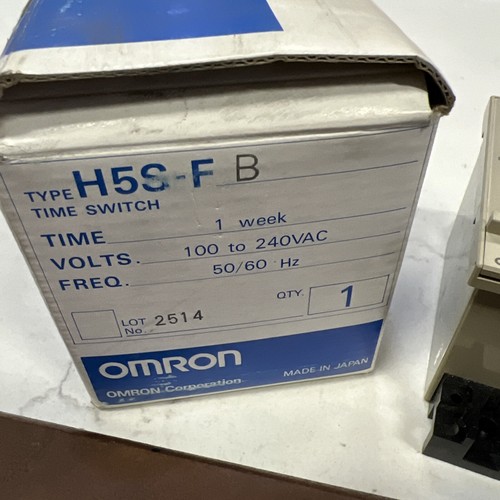 TYPE H5S-F B
TIME SWITCH
TIME 1 week
VOLTS. 100 to 240VAC
FREQ. 50/60 Hz
LOT No. 2514 QTY. 1
OMRON
OMRON Corporation MADE IN JAPAN